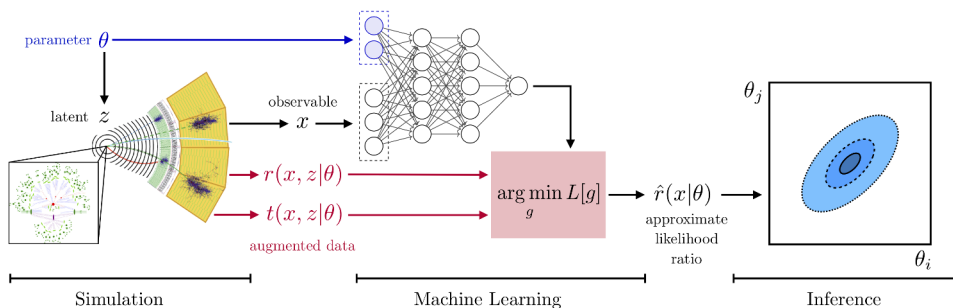 parameter θ
latent z
observable
x
r(x, z|θ)
t(x, z|θ)
augmented data
arg min L[g]
g
r̂(x|θ)
approximate
likelihood
ratio
θj
θi
Simulation
Machine Learning
Inference